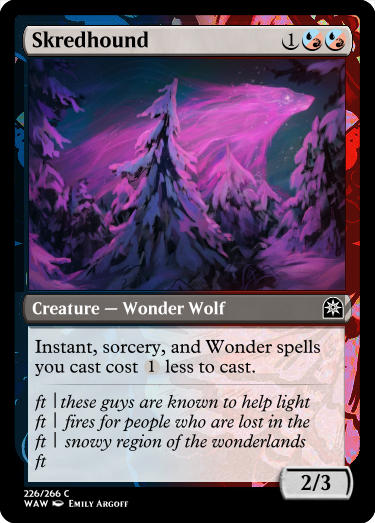 Skredhound 1
Creature — Wonder Wolf
Instant, sorcery, and Wonder spells
you cast cost 1 less to cast.
ft | these guys are known to help light
ft | fires for people who are lost in the
ft | snowy region of the wonderlands
ft
2/3
226/266 C
WAW EMILY ARGOFF